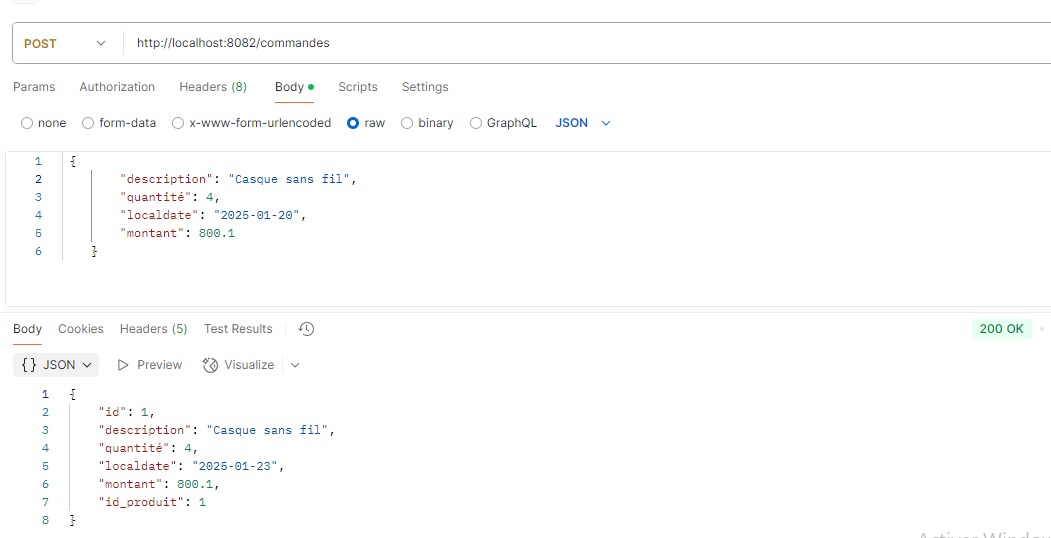 POST http://localhost:8082/commandes
Params Authorization Headers (8) Body Scripts Settings
none form-data x-www-form-urlencoded raw binary GraphQL JSON
1 {
2 "description": "Casque sans fil",
3 "quantité": 4,
4 "localdate": "2025-01-20",
5 "montant": 800.1
6 }
Body Cookies Headers (5) Test Results 200 OK
{} JSON Preview Visualize
1 {
2 "id": 1,
3 "description": "Casque sans fil",
4 "quantité": 4,
5 "localdate": "2025-01-23",
6 "montant": 800.1,
7 "id_produit": 1
8 }